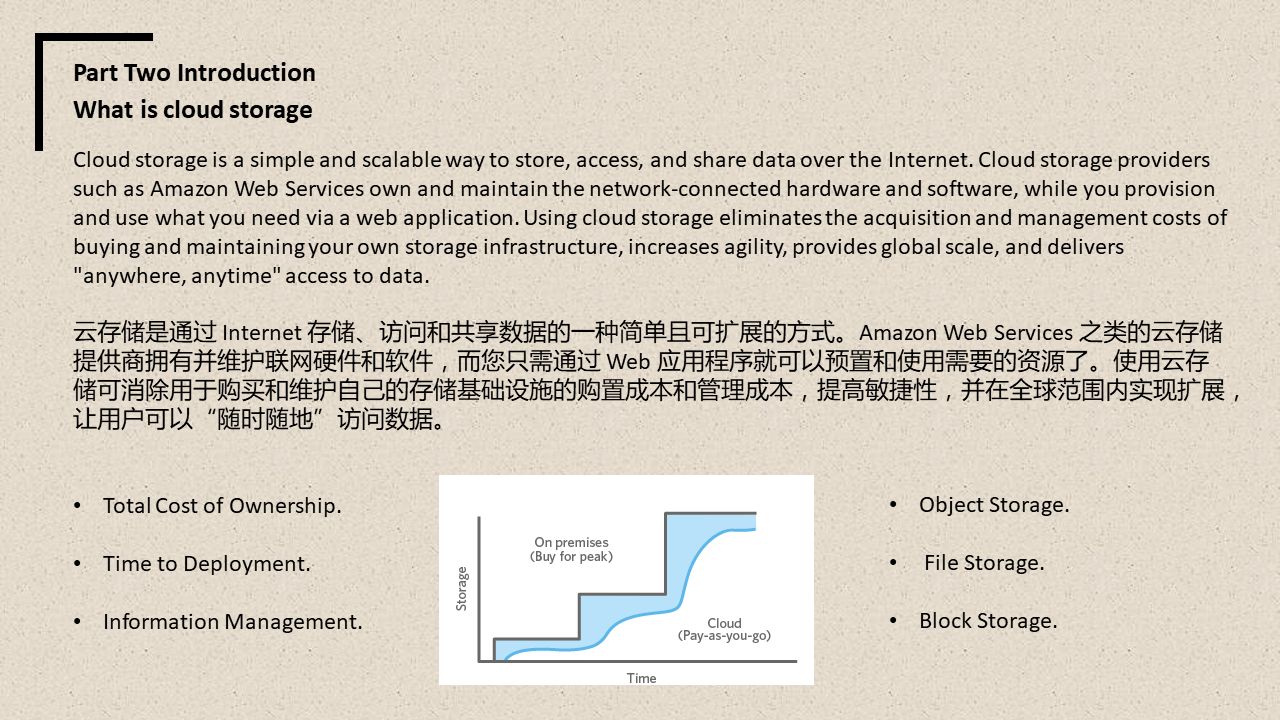 Part Two Introduction
What is cloud storage
Cloud storage is a simple and scalable way to store, access, and share data over the Internet. Cloud storage providers
such as Amazon Web Services own and maintain the network-connected hardware and software, while you provision
and use what you need via a web application. Using cloud storage eliminates the acquisition and management costs of
buying and maintaining your own storage infrastructure, increases agility, provides global scale, and delivers
"anywhere, anytime" access to data.
云存储是通过 Internet 存储、访问和共享数据的一种简单且可扩展的方式。Amazon Web Services 之类的云存储
提供商拥有并维护联网硬件和软件，而您只需通过 Web 应用程序就可以预置和使用需要的资源了。使用云存
储可消除用于购买和维护自己的存储基础设施的购置成本和管理成本，提高敏捷性，并在全球范围内实现扩展，
让用户可以“随时随地”访问数据。
• Total Cost of Ownership.
• Time to Deployment.
• Information Management.
On premises
(Buy for peak)
Storage
Cloud
(Pay-as-you-go)
Time
• Object Storage.
• File Storage.
• Block Storage.